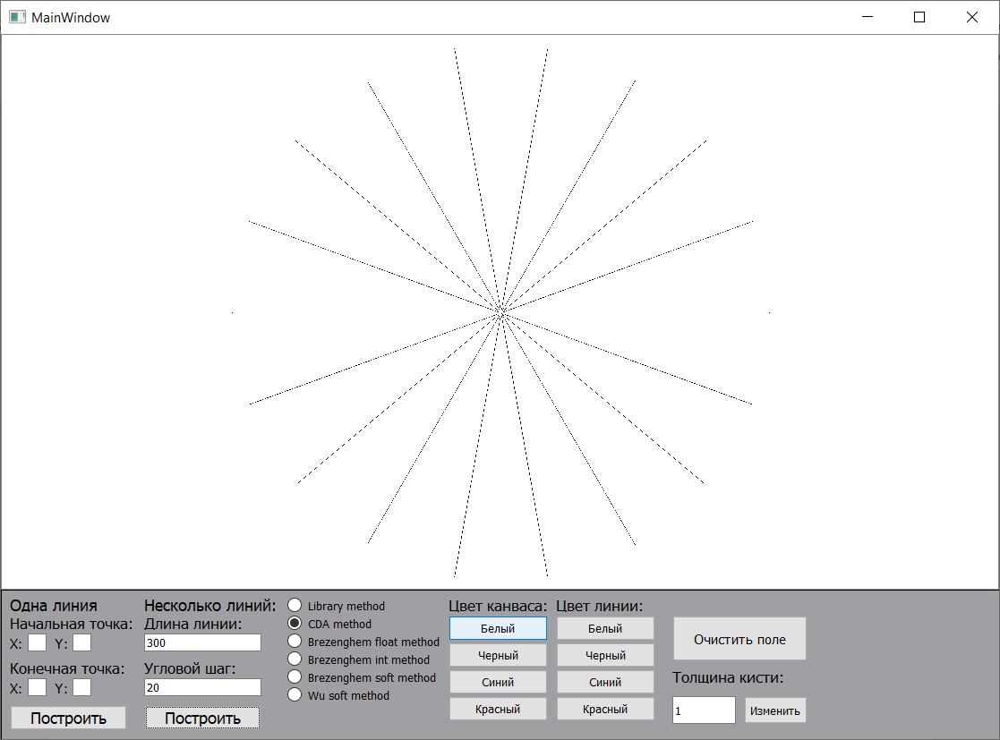 MainWindow
Одна линия
Начальная точка:
X: Y:
Конечная точка:
X: Y:
Построить
Несколько линий:
Длина линии:
300
Угловой шаг:
20
Построить
Library method
CDA method
Brezenghem float method
Brezenghem int method
Brezenghem soft method
Wu soft method
Цвет канваса:
Белый
Черный
Синий
Красный
Цвет линии:
Белый
Черный
Синий
Красный
Очистить поле
Толщина кисти:
1
Изменить